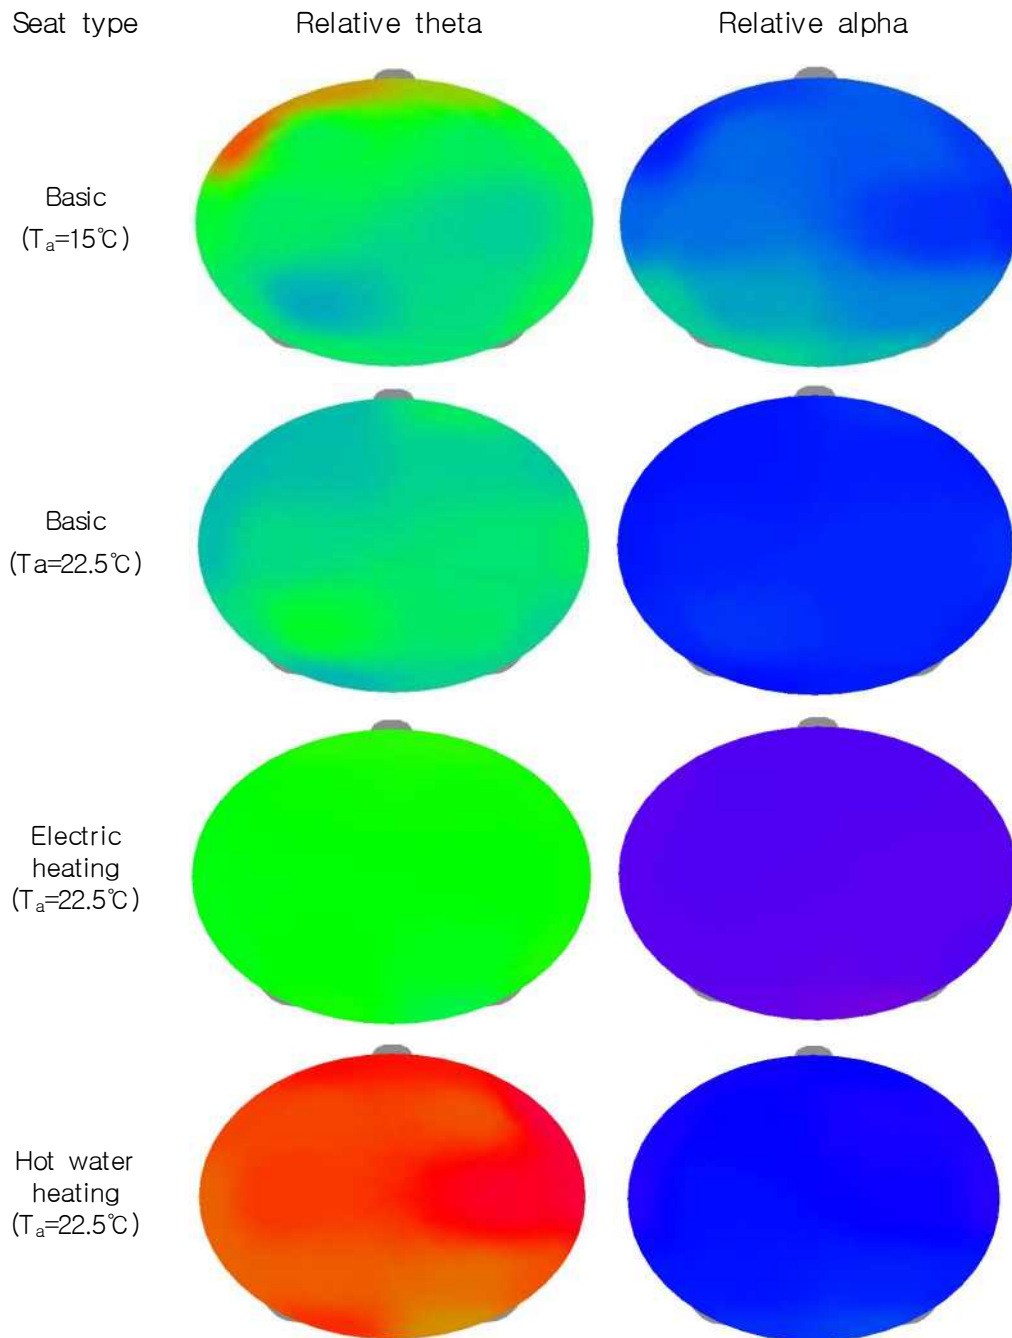 Seat type Relative theta Relative alpha
Basic
(Tₐ=15℃)
Basic
(Ta=22.5℃)
Electric
heating
(Tₐ=22.5℃)
Hot water
heating
(Tₐ=22.5℃)